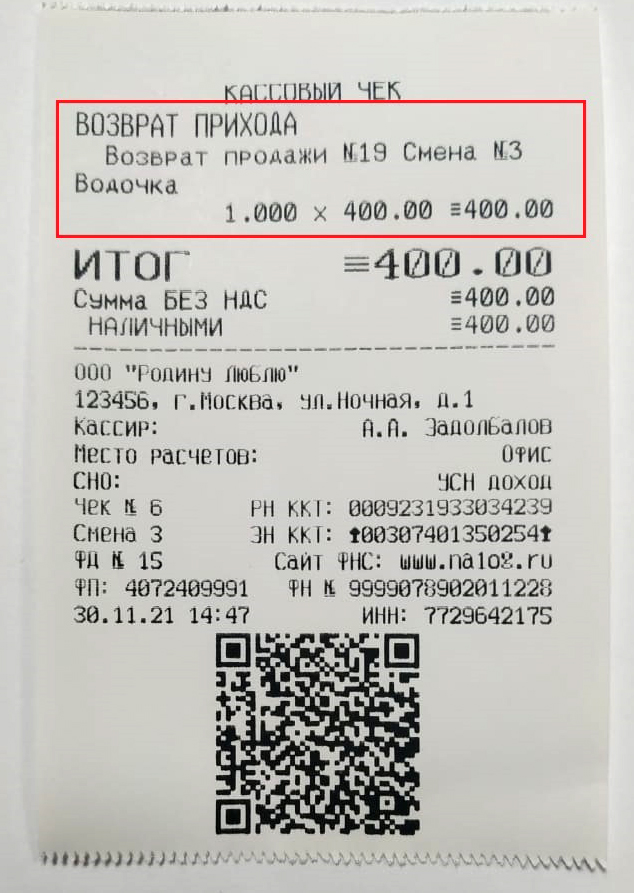 КАССОВЫЙ ЧЕК
ВОЗВРАТ ПРИХОДА
Возврат продажи №19 Смена №3
Водочка
1.000 × 400.00 ≡400.00
ИТОГ ≡400.00
Сумма БЕЗ НДС ≡400.00
НАЛИЧНЫМИ ≡400.00
ООО "Родину Люблю"
123456, г.Москва, ул.Ночная, д.1
Кассир: А.А. Задолбалов
Место расчетов: Офис
СНО: УСН доход
Чек № 6 РН ККТ: 0009231933034239
Смена 3 ЗН ККТ: ↟00307401350254↟
ФД № 15 Сайт ФНС: www.nalog.ru
ФП: 4072409991 ФН № 9999078902011228
30.11.21 14:47 ИНН: 7729642175